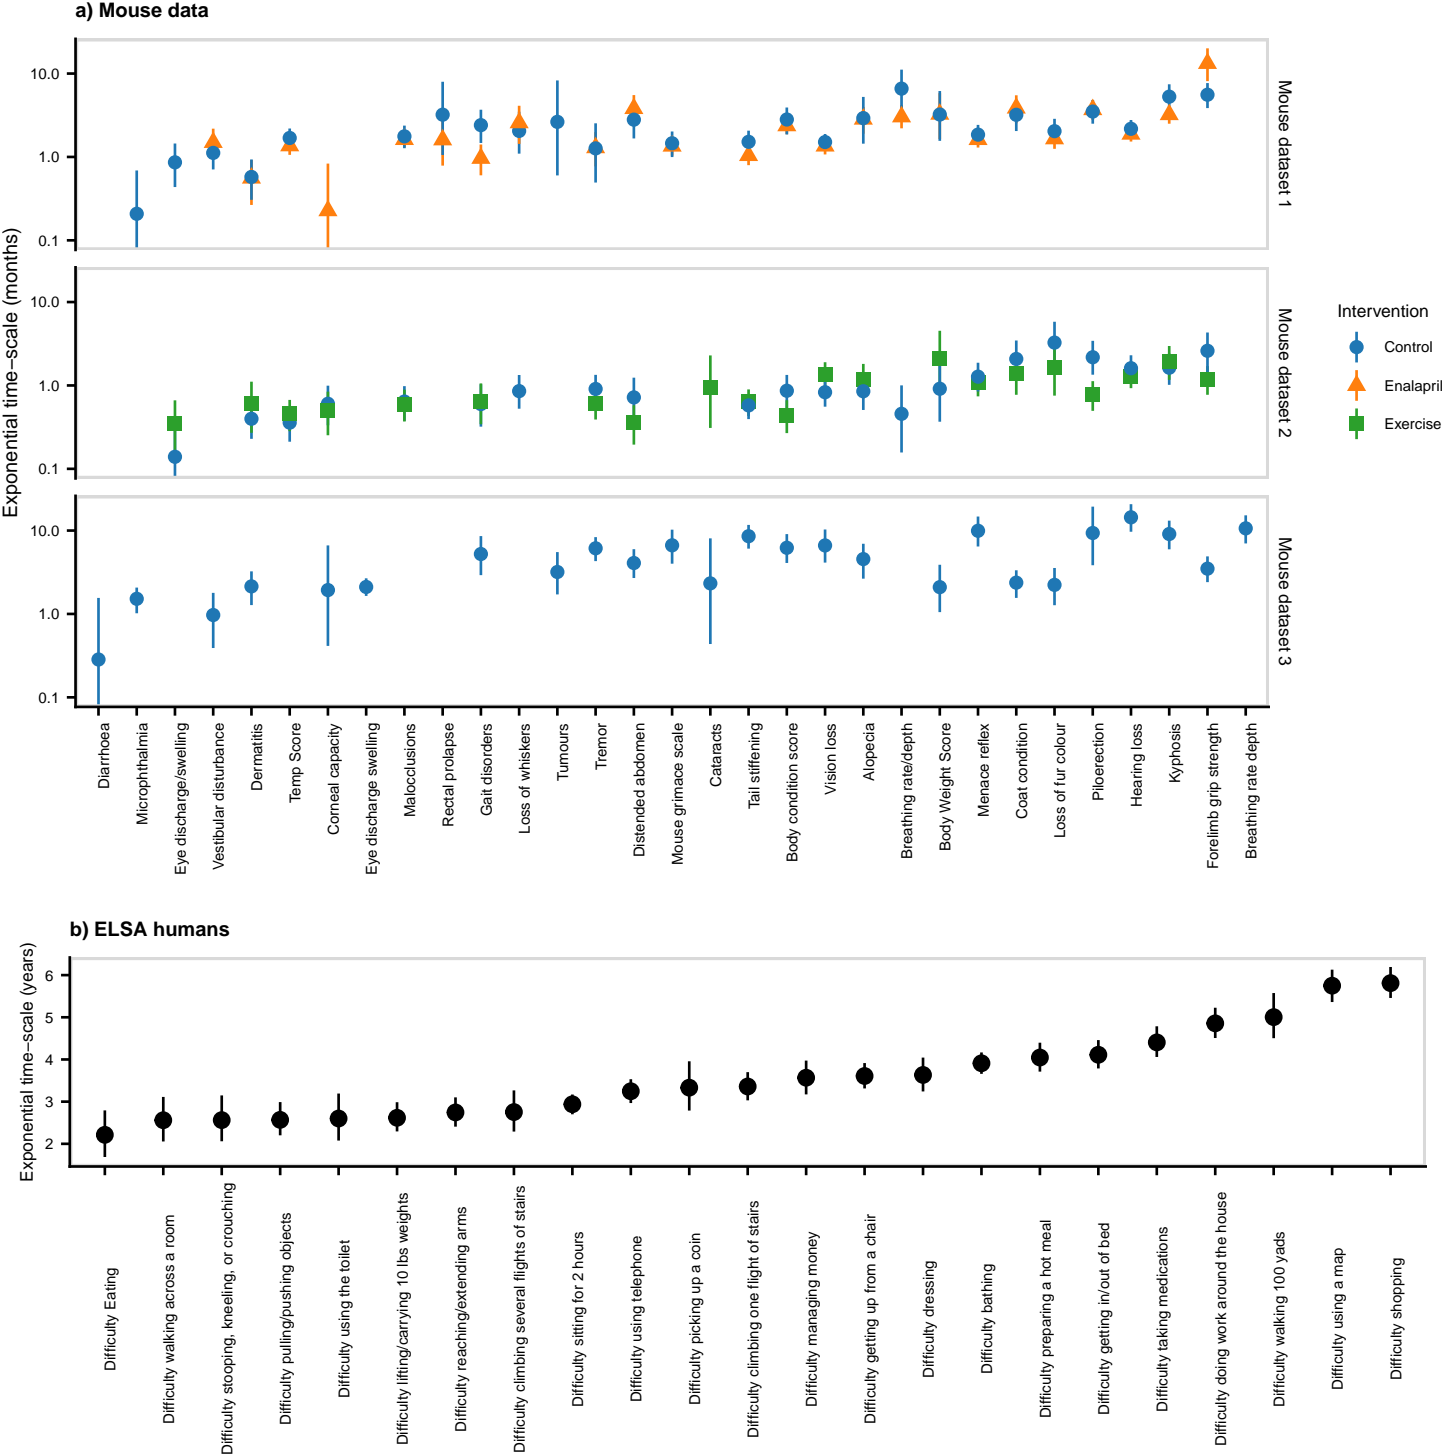 a) Mouse data
Exponential time−scale (months)
10.0
1.0
0.1
Mouse dataset 1
10.0
1.0
0.1
Mouse dataset 2
10.0
1.0
0.1
Mouse dataset 3
Intervention
Control
Enalapril
Exercise
Diarrhoea
Microphthalmia
Eye discharge/swelling
Vestibular disturbance
Dermatitis
Temp Score
Corneal capacity
Eye discharge swelling
Malocclusions
Rectal prolapse
Gait disorders
Loss of whiskers
Tumours
Tremor
Distended abdomen
Mouse grimace scale
Cataracts
Tail stiffening
Body condition score
Vision loss
Alopecia
Breathing rate/depth
Body Weight Score
Menace reflex
Coat condition
Loss of fur colour
Piloerection
Hearing loss
Kyphosis
Forelimb grip strength
Breathing rate depth
b) ELSA humans
Exponential time−scale (years)
6
5
4
3
2
Difficulty Eating
Difficulty walking across a room
Difficulty stooping, kneeling, or crouching
Difficulty pulling/pushing objects
Difficulty using the toilet
Difficulty lifting/carrying 10 lbs weights
Difficulty reaching/extending arms
Difficulty climbing several flights of stairs
Difficulty sitting for 2 hours
Difficulty using telephone
Difficulty picking up a coin
Difficulty climbing one flight of stairs
Difficulty managing money
Difficulty getting up from a chair
Difficulty dressing
Difficulty bathing
Difficulty preparing a hot meal
Difficulty getting in/out of bed
Difficulty taking medications
Difficulty doing work around the house
Difficulty walking 100 yads
Difficulty using a map
Difficulty shopping